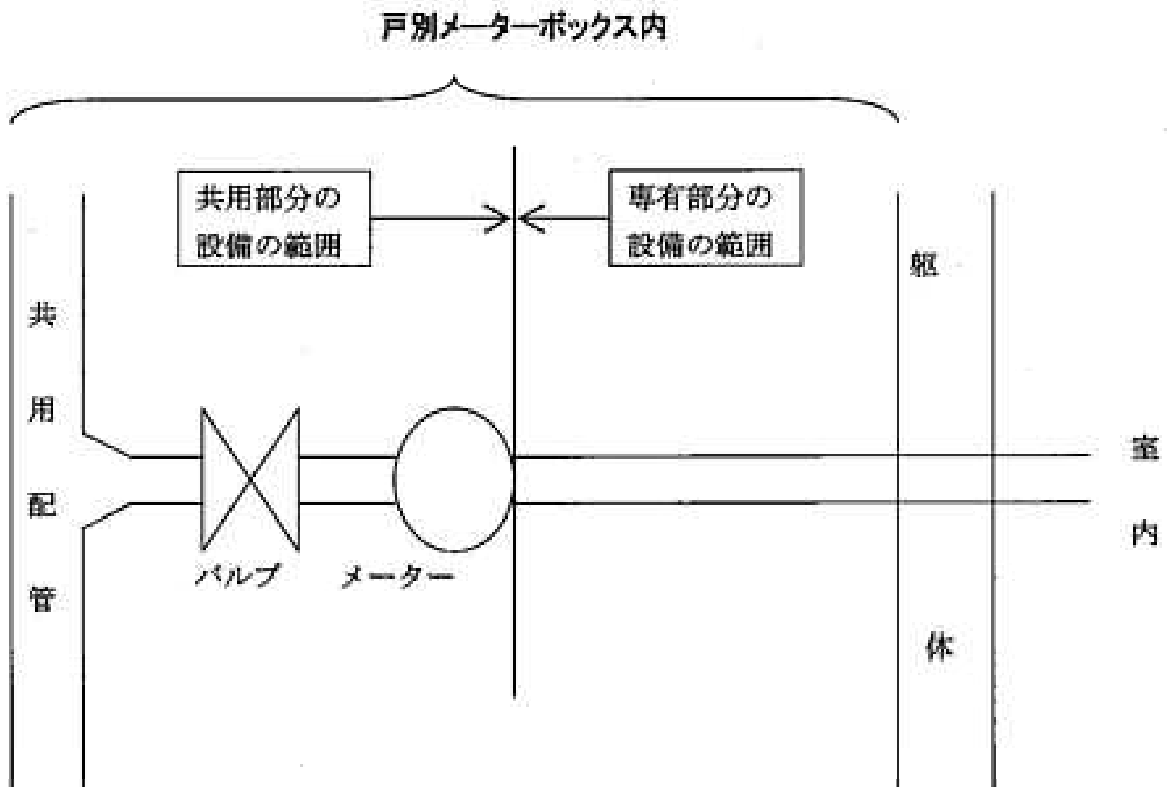 戸別メーターボックス内
共用部分の
設備の範囲
専有部分の
設備の範囲
共用配管
バルブ
メーター
躯体
室内